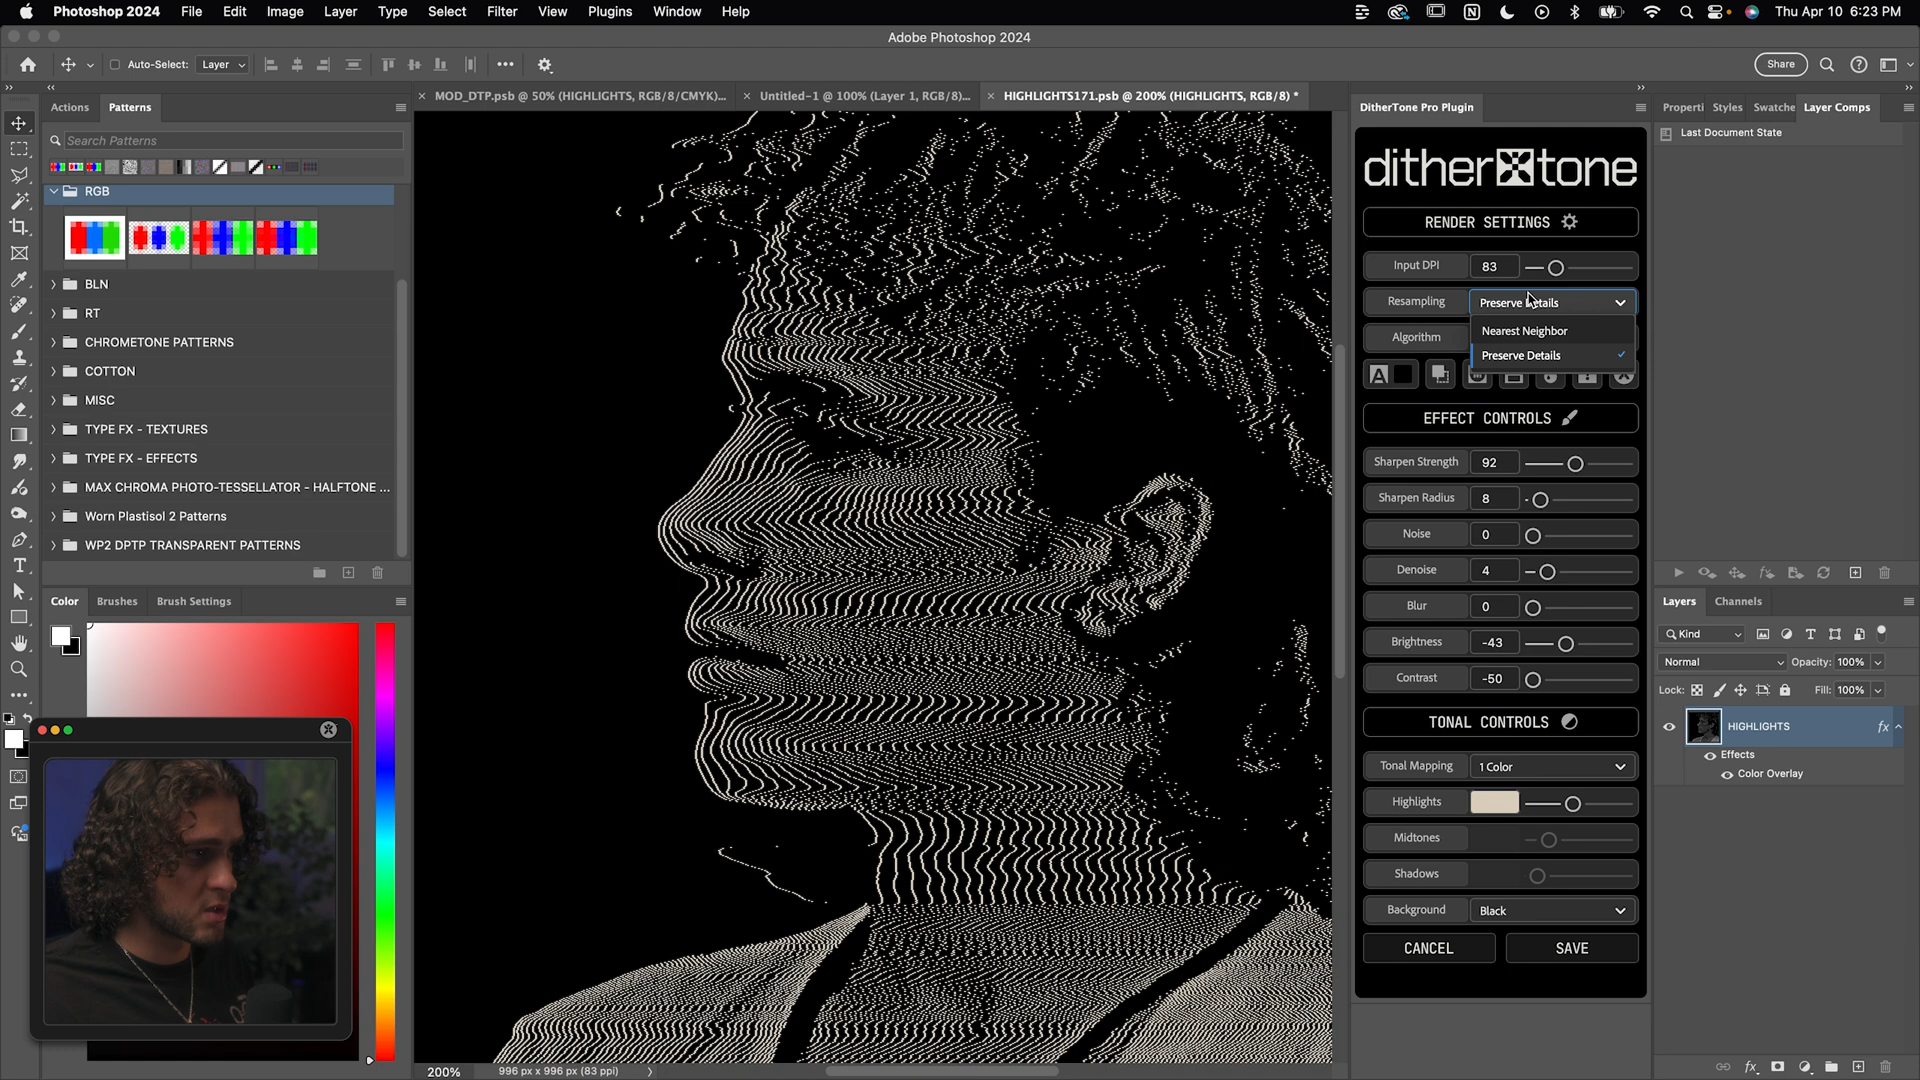 Photoshop 2024 File Edit Image Layer Type Select Filter View Plugins Window Help Thu Apr 10 6:23 PM
Adobe Photoshop 2024
Auto-Select: Layer Share
Actions Patterns
MOD_DTP.psb @ 50% (HIGHLIGHTS, RGB/8/CMYK)...
Untitled-1 @ 100% (Layer 1, RGB/8)...
HIGHLIGHTS171.psb @ 200% (HIGHLIGHTS, RGB/8) *
Search Patterns
RGB
BLN
RT
CHROMETONE PATTERNS
COTTON
MISC
TYPE FX - TEXTURES
TYPE FX - EFFECTS
MAX CHROMA PHOTO-TESSELLATOR - HALFTONE ...
Worn Plastisol 2 Patterns
WP2 DPTP TRANSPARENT PATTERNS
Color Brushes Brush Settings
200% 996 px x 996 px (83 ppi)
DitherTone Pro Plugin
dither tone
RENDER SETTINGS
Input DPI 83
Resampling Preserve Details
Nearest Neighbor
Preserve Details
Algorithm
A
EFFECT CONTROLS
Sharpen Strength 92
Sharpen Radius 8
Noise 0
Denoise 4
Blur 0
Brightness -43
Contrast -50
TONAL CONTROLS
Tonal Mapping 1 Color
Highlights
Midtones
Shadows
Background Black
CANCEL SAVE
Properti Styles Swatche Layer Comps
Last Document State
Layers Channels
Kind
Normal Opacity: 100%
Lock: Fill: 100%
HIGHLIGHTS fx
Effects
Color Overlay